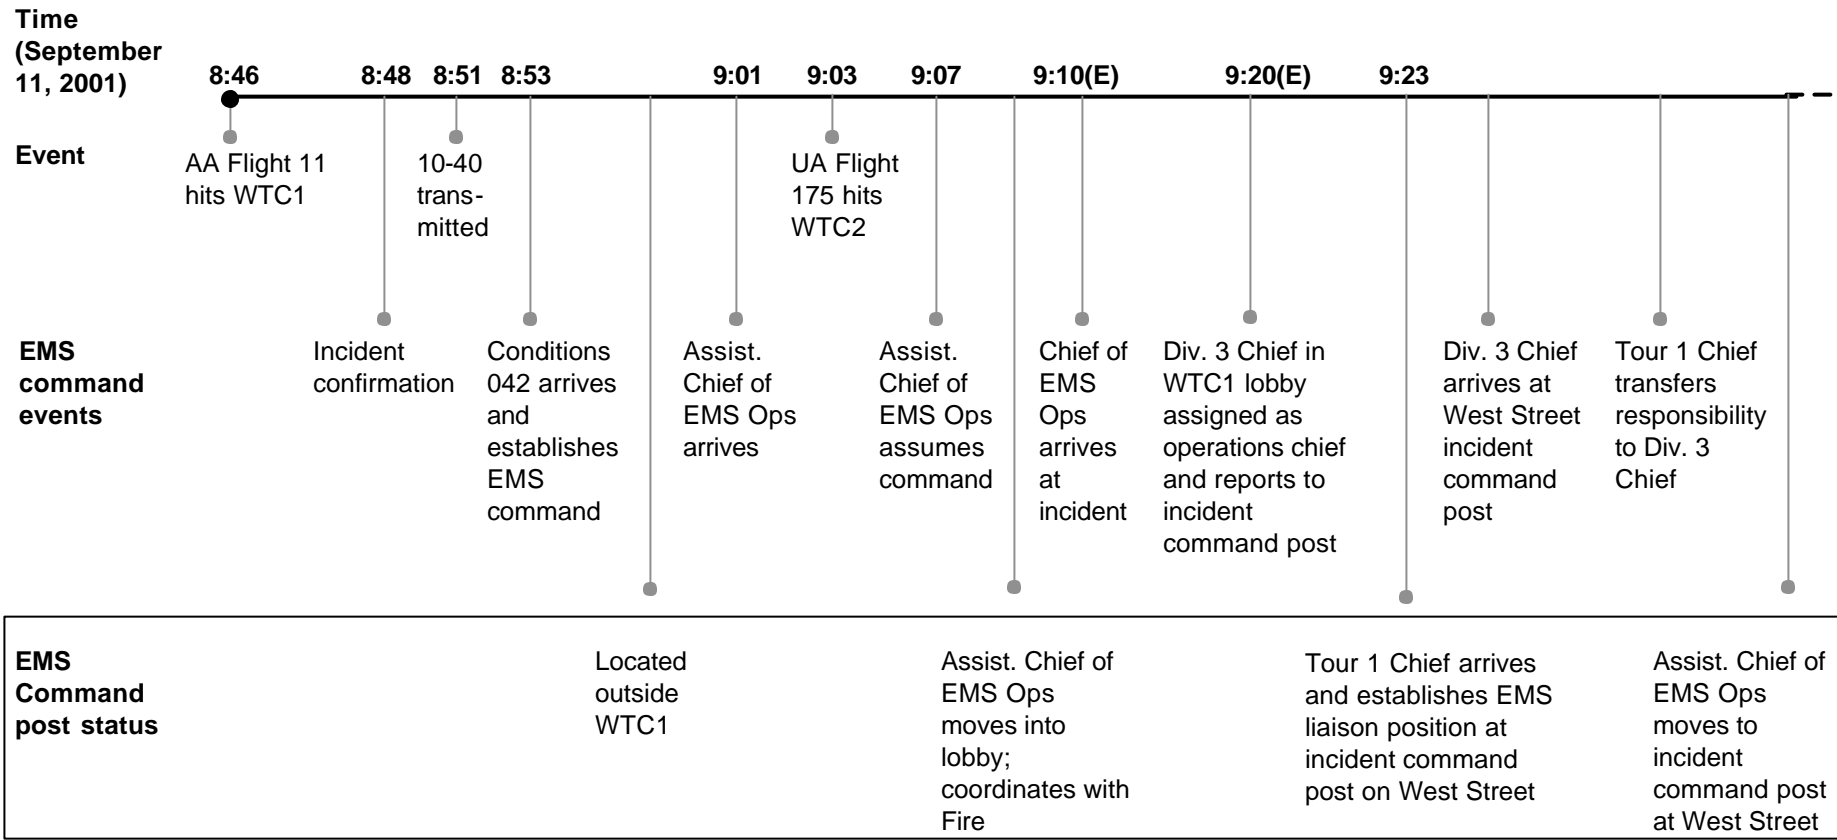 Time
(September
11, 2001)
8:46
8:48
8:51
8:53
9:01
9:03
9:07
9:10(E)
9:20(E)
9:23
Event
AA Flight 11
hits WTC1
10-40
trans-
mitted
UA Flight
175 hits
WTC2
EMS
command
events
Incident
confirmation
Conditions
042 arrives
and
establishes
EMS
command
Assist.
Chief of
EMS Ops
arrives
Assist.
Chief of
EMS Ops
assumes
command
Chief of
EMS
Ops
arrives
at
incident
Div. 3 Chief in
WTC1 lobby
assigned as
operations chief
and reports to
incident
command post
Div. 3 Chief
arrives at
West Street
incident
command
post
Tour 1 Chief
transfers
responsibility
to Div. 3
Chief
EMS
Command
post status
Located
outside
WTC1
Assist. Chief of
EMS Ops
moves into
lobby;
coordinates with
Fire
Tour 1 Chief arrives
and establishes EMS
liaison position at
incident command
post on West Street
Assist. Chief of
EMS Ops
moves to
incident
command post
at West Street